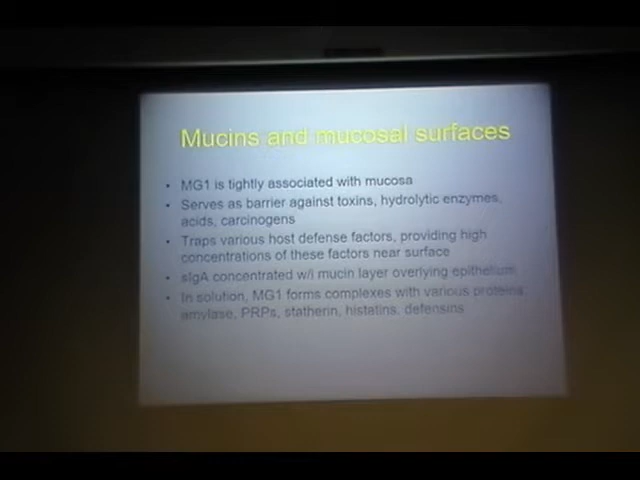 Mucins and mucosal surfaces
• MG1 is tightly associated with mucosa
• Serves as barrier against toxins, hydrolytic enzymes,
acids, carcinogens
• Traps various host defense factors, providing high
concentrations of these factors near surface
• sIgA concentrated w/i mucin layer overlying epithelium
• In solution, MG1 forms complexes with various proteins
amylase, PRPs, statherin, histatins, defensins